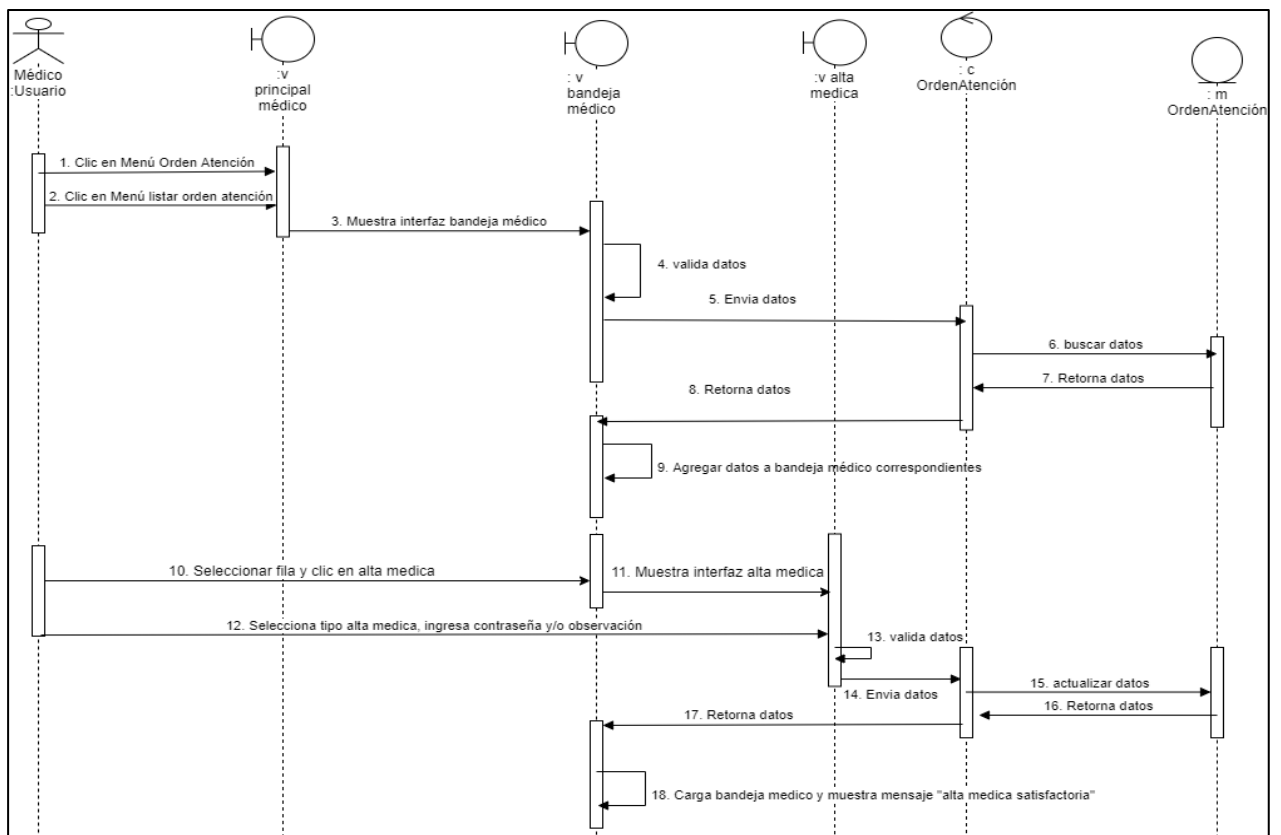 Médico
:Usuario
:v
principal
médico
: v
bandeja
médico
:v alta
medica
: c
OrdenAtención
: m
OrdenAtención
1. Clic en Menú Orden Atención
2. Clic en Menú listar orden atención
3. Muestra interfaz bandeja médico
4. valida datos
5. Envia datos
6. buscar datos
7. Retorna datos
8. Retorna datos
9. Agregar datos a bandeja médico correspondientes
10. Seleccionar fila y clic en alta medica
11. Muestra interfaz alta medica
12. Selecciona tipo alta medica, ingresa contraseña y/o observación
13. valida datos
14. Envia datos
15. actualizar datos
16. Retorna datos
17. Retorna datos
18. Carga bandeja medico y muestra mensaje "alta medica satisfactoria"